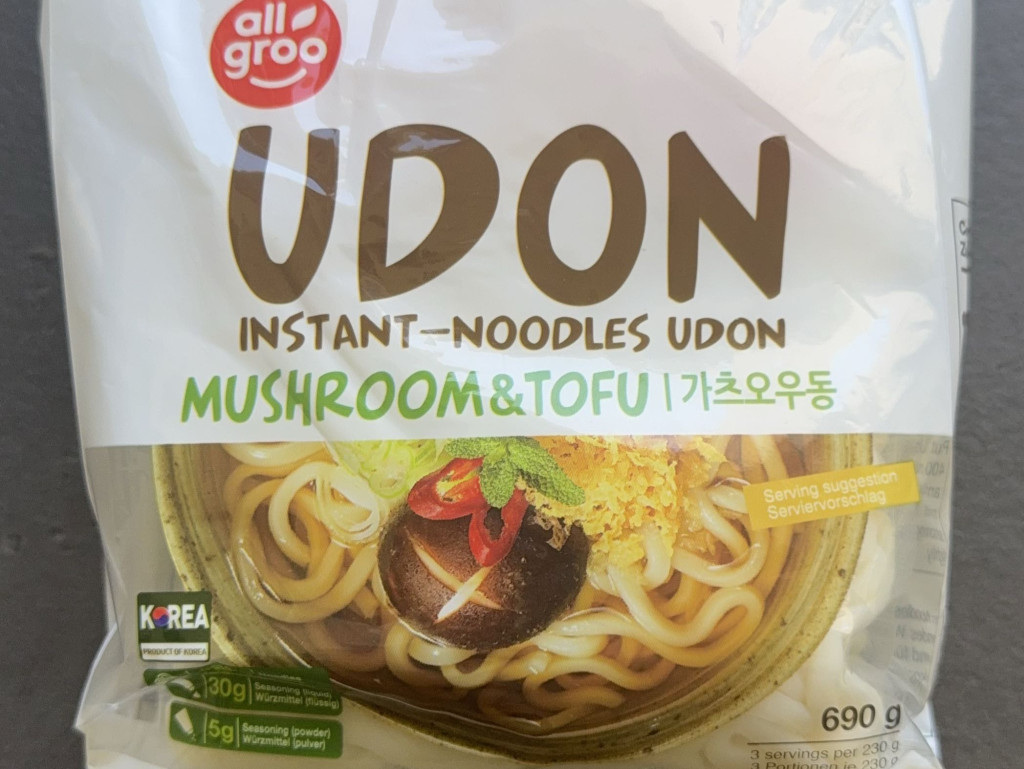 all
groo
UDON
INSTANT-NOODLES UDON
MUSHROOM&TOFU | 가츠오우동
Serving suggestion
Serviervorschlag
KOREA
PRODUCT OF KOREA
30g
Seasoning (liquid)
Würzmittel (flüssig)
5g
Seasoning (powder)
Würzmittel (pulver)
690 g
3 servings per 230 g
3 Portionen je 230 g